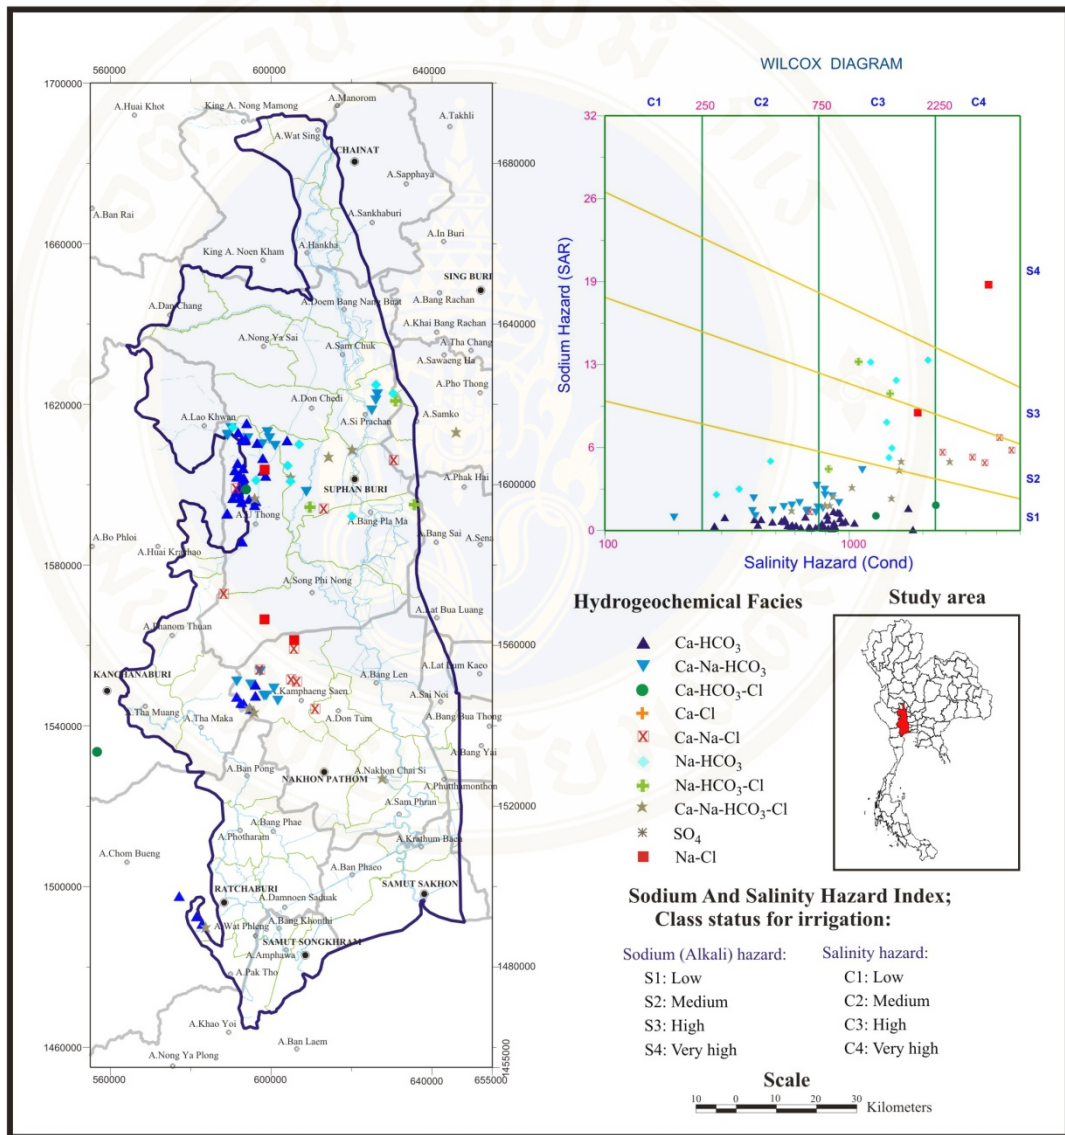 560000
600000
640000
1700000
A.Huai Khot
King A. Nong Mamong
A.Manorom
A.Takhli
A.Wat Sing
CHAINAT
1680000
A.Sapphaya
A.Ban Rai
A.Sankhaburi
1660000
A.In Buri
King A. Noen Kham
A.Hankha
SING BURI
A.Bang Rachan
A.Dan Chang
A.Doem Bang Nang Buat
1640000
A.Khai Bang Rachan
A.Nong Ya Sai
A.Sam Chuk
A.Tha Chang
A.Sawaeng Ha
A.Pho Thong
1620000
A.Don Chedi
A.Lao Khwan
A.Si Prachan
A.Samko
SUPHAN BURI
1600000
A.Phak Hai
A.U Thong
A.Bang Pla Ma
A.Bo Phloi
A.Bang Sai
A.Sena
A.Huai Krachao
1580000
A.Song Phi Nong
A.Lat Bua Luang
A.Phanom Thuan
1560000
KANCHANABURI
A.Bang Len
A.Lat Lum Kaeo
A.Kamphaeng Saen
A.Sai Noi
A.Tha Muang
A.Tha Maka
A.Don Tum
A.Bang Bua Thong
1540000
A.Bang Yai
A.Ban Pong
NAKHON PATHOM
A.Nakhon Chai Si
A.Phutthamonthon
1520000
A.Bang Phae
A.Sam Phran
A.Photharam
A.Krathum Baen
A.Chom Bueng
A.Ban Phaeo
1500000
RATCHABURI
A.Damnoen Saduak
SAMUT SAKHON
A.Wat Phleng
A.Bang Khonthi
SAMUT SONGKHRAM
A.Amphawa
A.Pak Tho
1480000
A.Khao Yoi
1460000
A.Ban Laem
A.Nong Ya Plong
1455000
560000
600000
640000
655000
WILCOX DIAGRAM
C1
250
C2
750
C3
2250
C4
32
26
19
13
6
0
Sodium Hazard (SAR)
S4
S3
S2
S1
100
1000
Salinity Hazard (Cond)
Hydrogeochemical Facies
Ca-HCO3
Ca-Na-HCO3
Ca-HCO3-Cl
Ca-Cl
Ca-Na-Cl
Na-HCO3
Na-HCO3-Cl
Ca-Na-HCO3-Cl
SO4
Na-Cl
Study area
Sodium And Salinity Hazard Index;
Class status for irrigation:
Sodium (Alkali) hazard:
S1: Low
S2: Medium
S3: High
S4: Very high
Salinity hazard:
C1: Low
C2: Medium
C3: High
C4: Very high
Scale
10 0 10 20 30
Kilometers